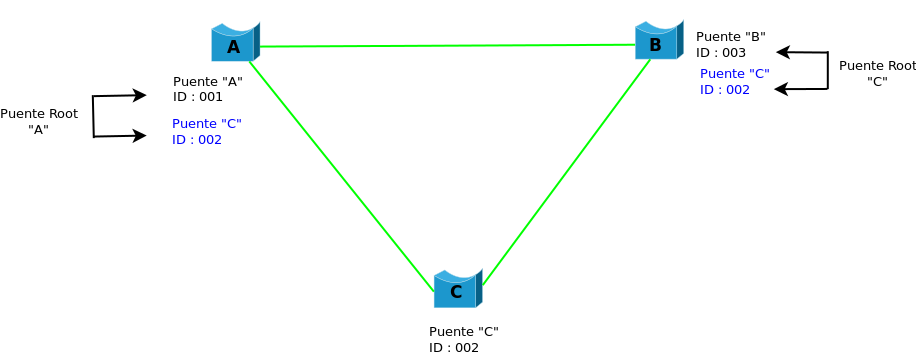 A
B
Puente "B"
ID : 003
Puente "C"
ID : 002
Puente Root
"C"
Puente "A"
ID : 001
Puente Root
"A"
Puente "C"
ID : 002
C
Puente "C"
ID : 002